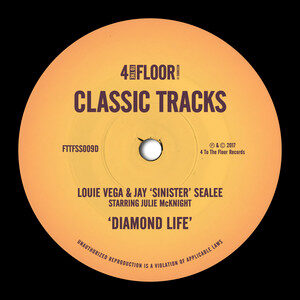 4 TO THE FLOOR
CLASSIC TRACKS
FTTFSS009D
℗ & © 2017
4 To The Floor Records
LOUIE VEGA & JAY ‘SINISTER’ SEALEE
STARRING JULIE McKNIGHT
‘DIAMOND LIFE’
UNAUTHORIZED REPRODUCTION IS A VIOLATION OF APPLICABLE LAWS